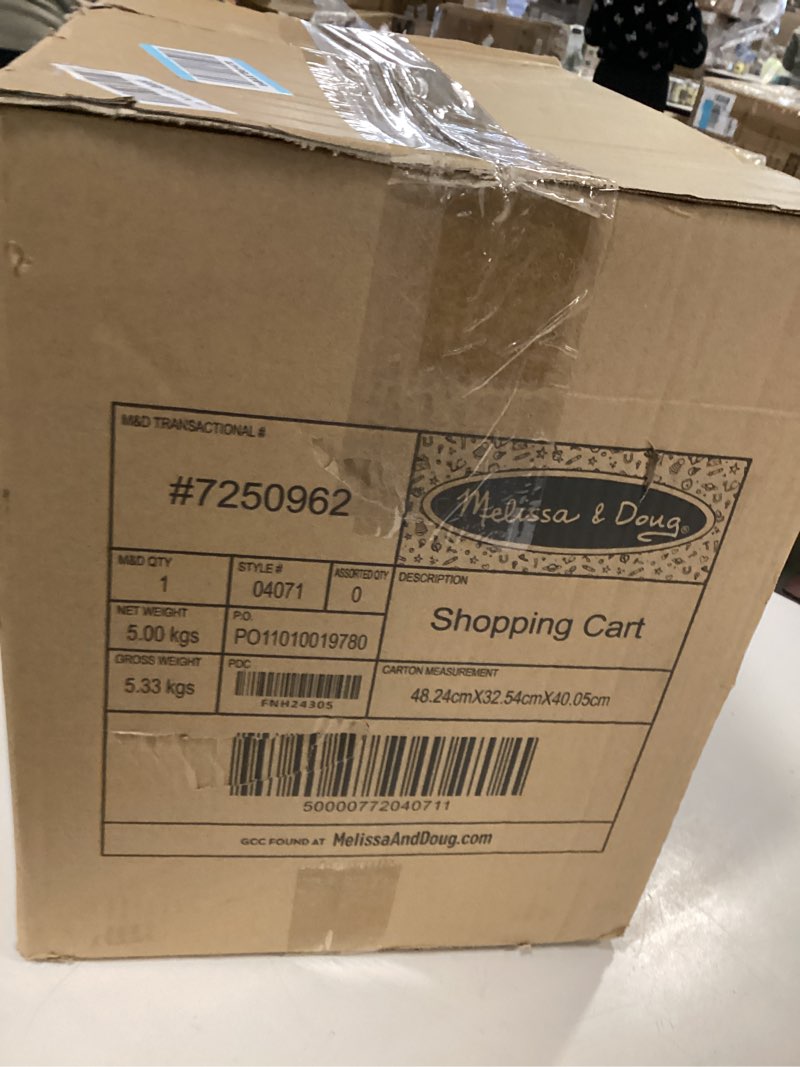 M&D TRANSACTIONAL #
#7250962
Melissa & Doug®
M&D QTY
1
STYLE #
04071
ASSORTED QTY
0
DESCRIPTION
Shopping Cart
NET WEIGHT
5.00 kgs
P.O.
PO11010019780
GROSS WEIGHT
5.33 kgs
PDC
FNH24305
CARTON MEASUREMENT
48.24cmX32.54cmX40.05cm
50000772040711
GCC FOUND AT MelissaAndDoug.com